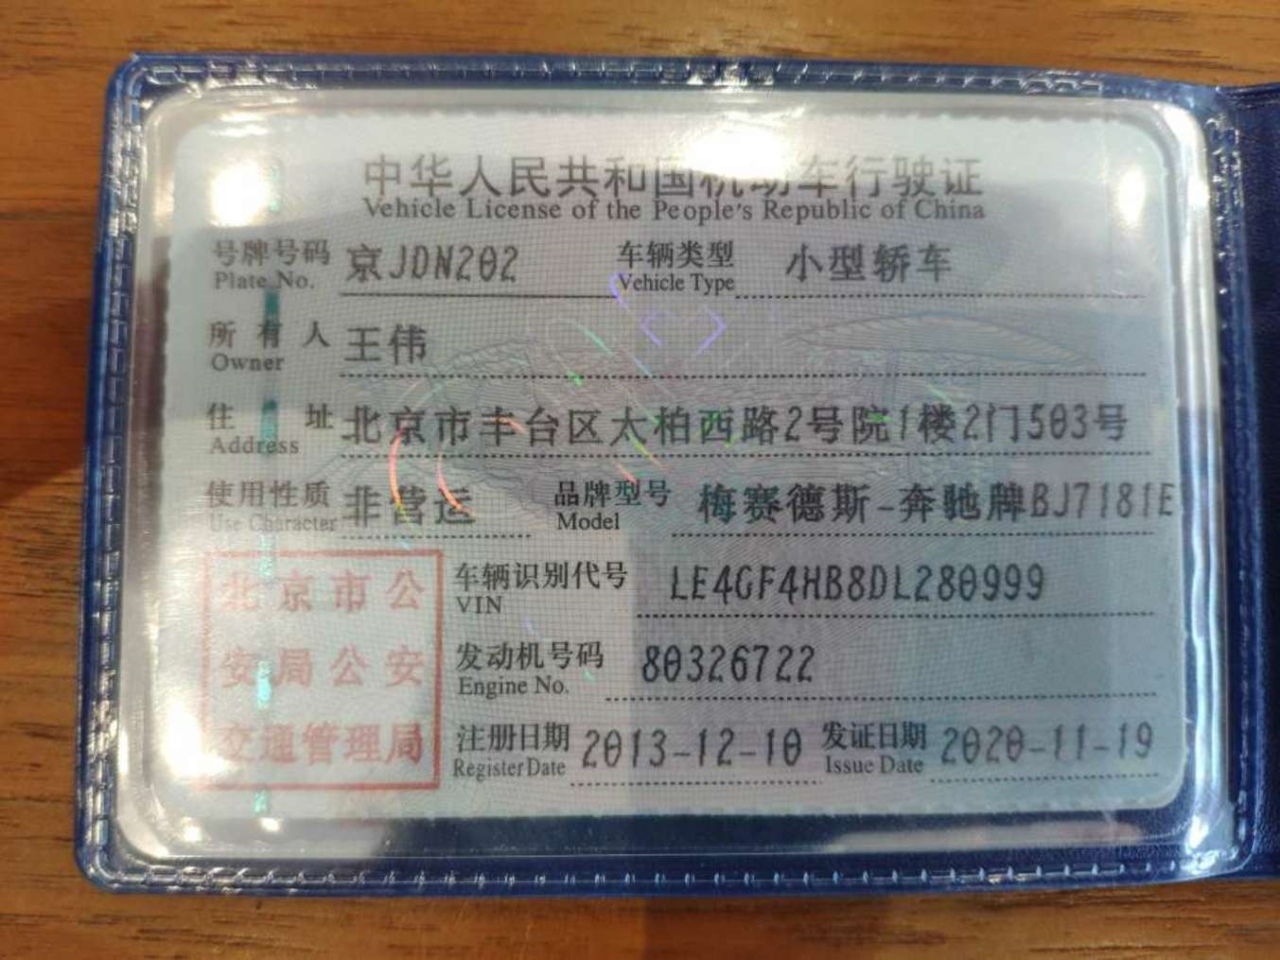 中华人民共和国机动车行驶证
Vehicle License of the People's Republic of China
号牌号码 京JDN202 车辆类型 小型轿车
Plate No. Vehicle Type
所有人 王伟
Owner
住址 北京市丰台区太柏西路2号院1楼2门503号
Address
使用性质 非营运 品牌型号 梅赛德斯-奔驰牌BJ7181E
Use Character Model
北京市公
安局公安
交通管理局
车辆识别代号 LE4GF4HB8DL280999
VIN
发动机号码 80326722
Engine No.
注册日期 2013-12-10 发证日期 2020-11-19
Register Date Issue Date